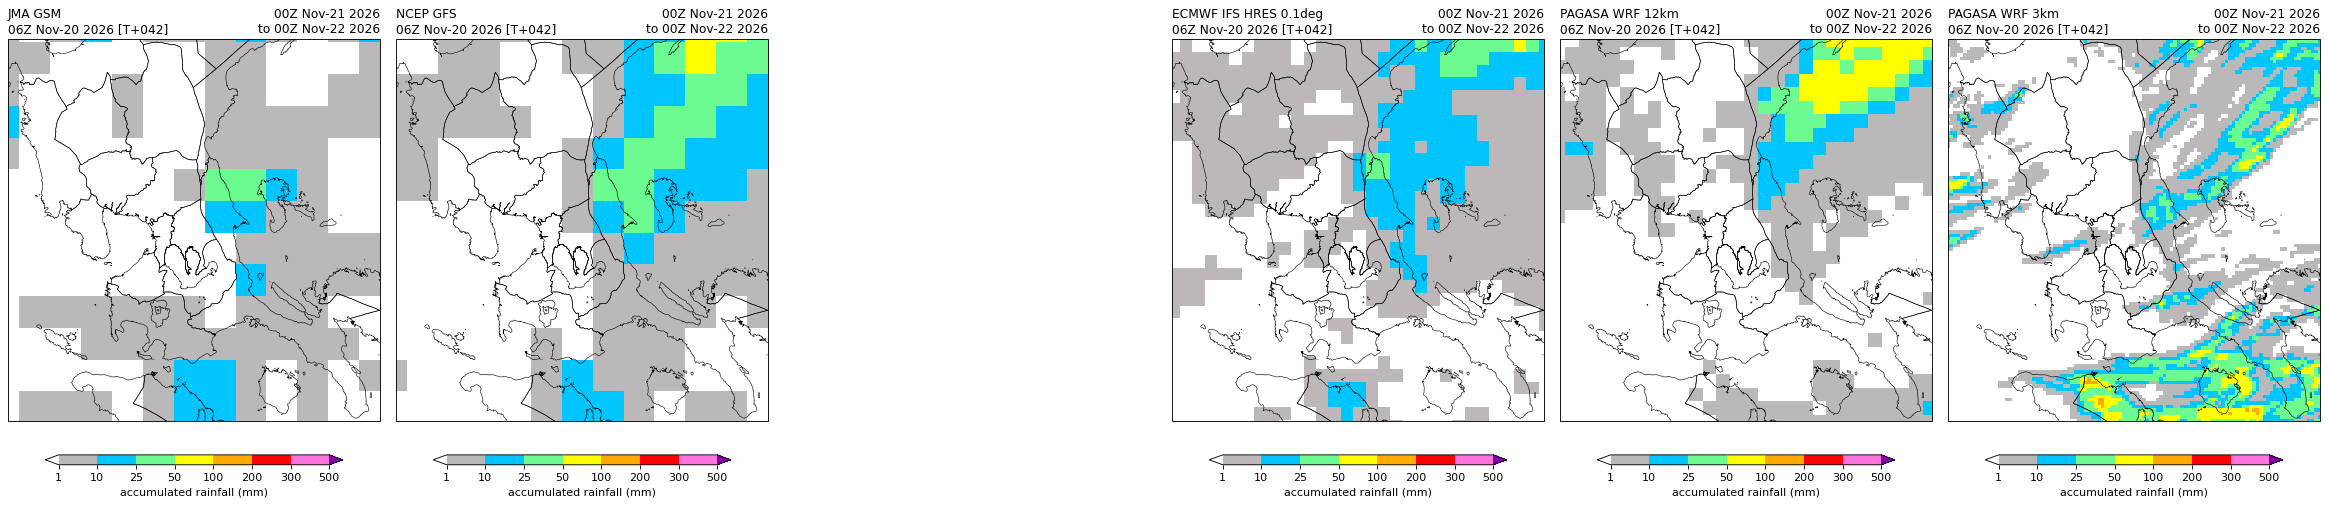 JMA GSM
00Z Nov-21 2026
06Z Nov-20 2026 [T+042]
to 00Z Nov-22 2026
1 10 25 50 100 200 300 500
accumulated rainfall (mm)
NCEP GFS
00Z Nov-21 2026
06Z Nov-20 2026 [T+042]
to 00Z Nov-22 2026
1 10 25 50 100 200 300 500
accumulated rainfall (mm)
ECMWF IFS HRES 0.1deg
00Z Nov-21 2026
06Z Nov-20 2026 [T+042]
to 00Z Nov-22 2026
1 10 25 50 100 200 300 500
accumulated rainfall (mm)
PAGASA WRF 12km
00Z Nov-21 2026
06Z Nov-20 2026 [T+042]
to 00Z Nov-22 2026
1 10 25 50 100 200 300 500
accumulated rainfall (mm)
PAGASA WRF 3km
00Z Nov-21 2026
06Z Nov-20 2026 [T+042]
to 00Z Nov-22 2026
1 10 25 50 100 200 300 500
accumulated rainfall (mm)